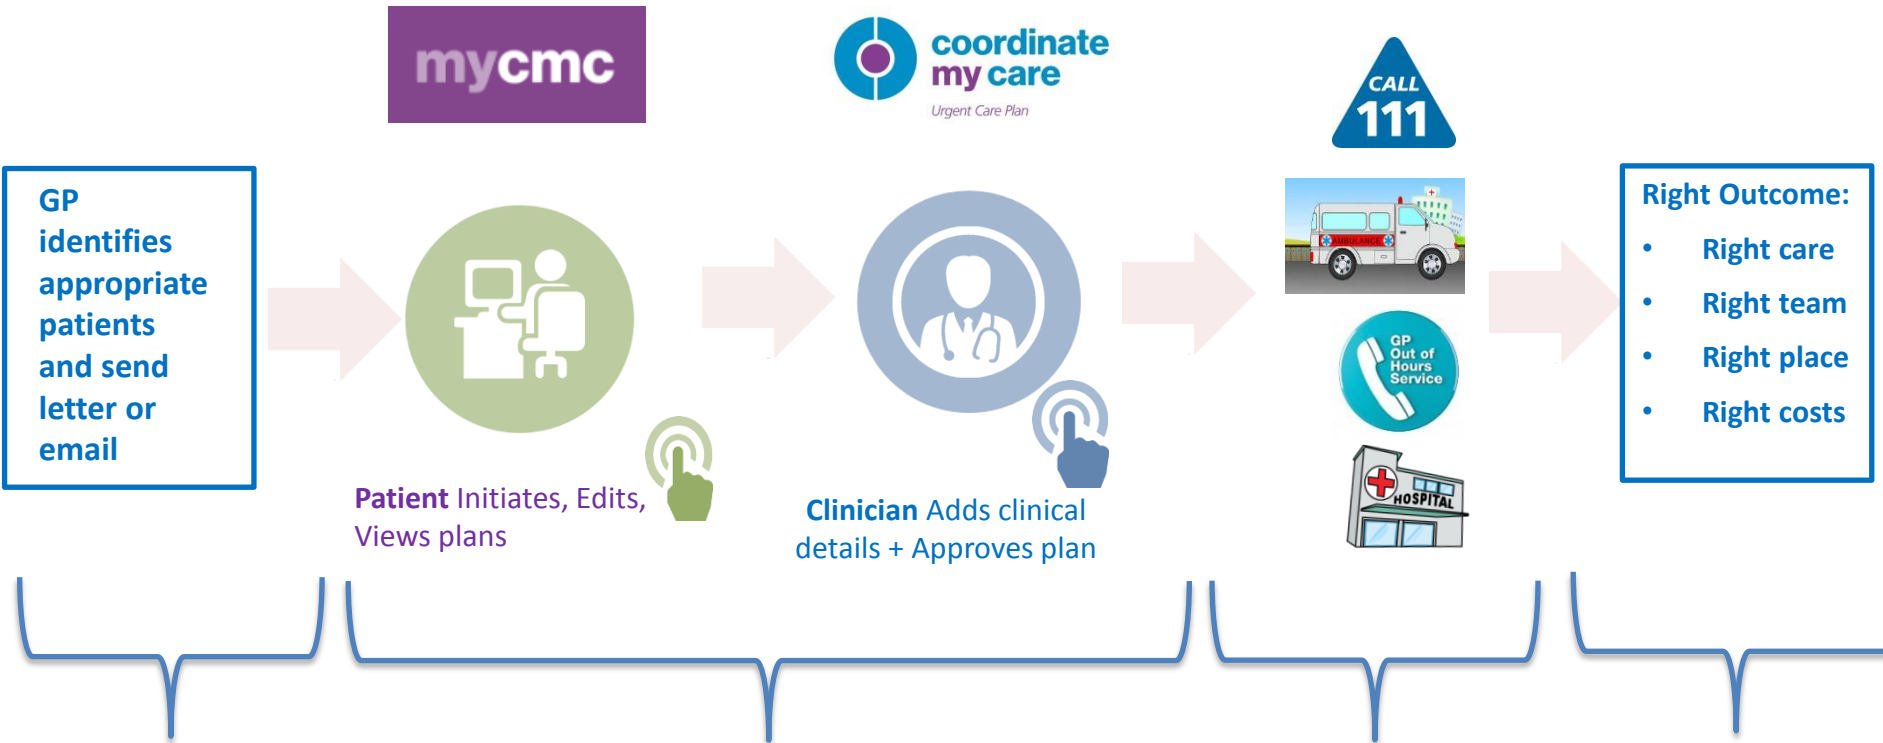 mycmc
coordinate
my care
Urgent Care Plan
CALL
111
GP
identifies
appropriate
patients
and send
letter or
email
AMBULANCE
GP
Out of
Hours
Service
HOSPITAL
Patient Initiates, Edits,
Views plans
Clinician Adds clinical
details + Approves plan
Right Outcome:
• Right care
• Right team
• Right place
• Right costs